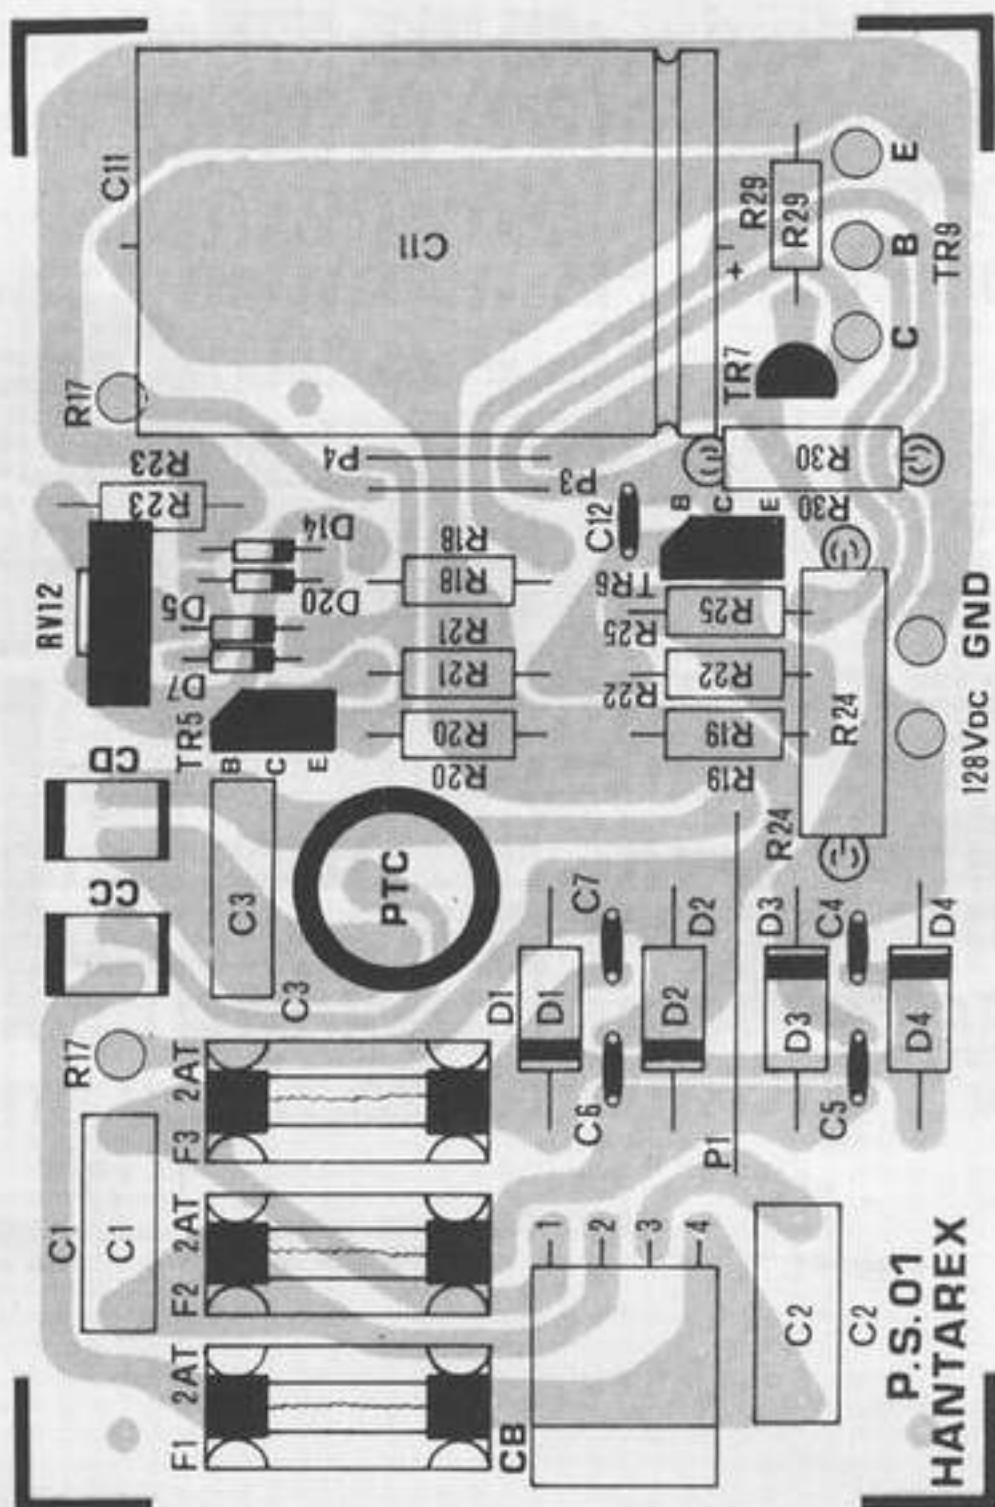 C11
C11
R29
R29
E
B
C
TR9
+
TR7
R17
R23
R23
P4
P3
R30
R30
B
C
E
C12
TR6
D14
D20
D5
D7
RV12
R18
R18
R21
R21
R20
R20
R25
R25
R22
R22
R19
R19
R24
R24
GND
128VDC
TR5
B
C
E
CD
CC
C3
C3
PTC
R17
D1
D1
C7
D2
D2
C6
D3
D3
C4
D4
D4
C5
P1
C1
C1
F3 2AT
F2 2AT
F1 2AT
CB
1
2
3
4
C2
C2
P.S.01
HANTAREX